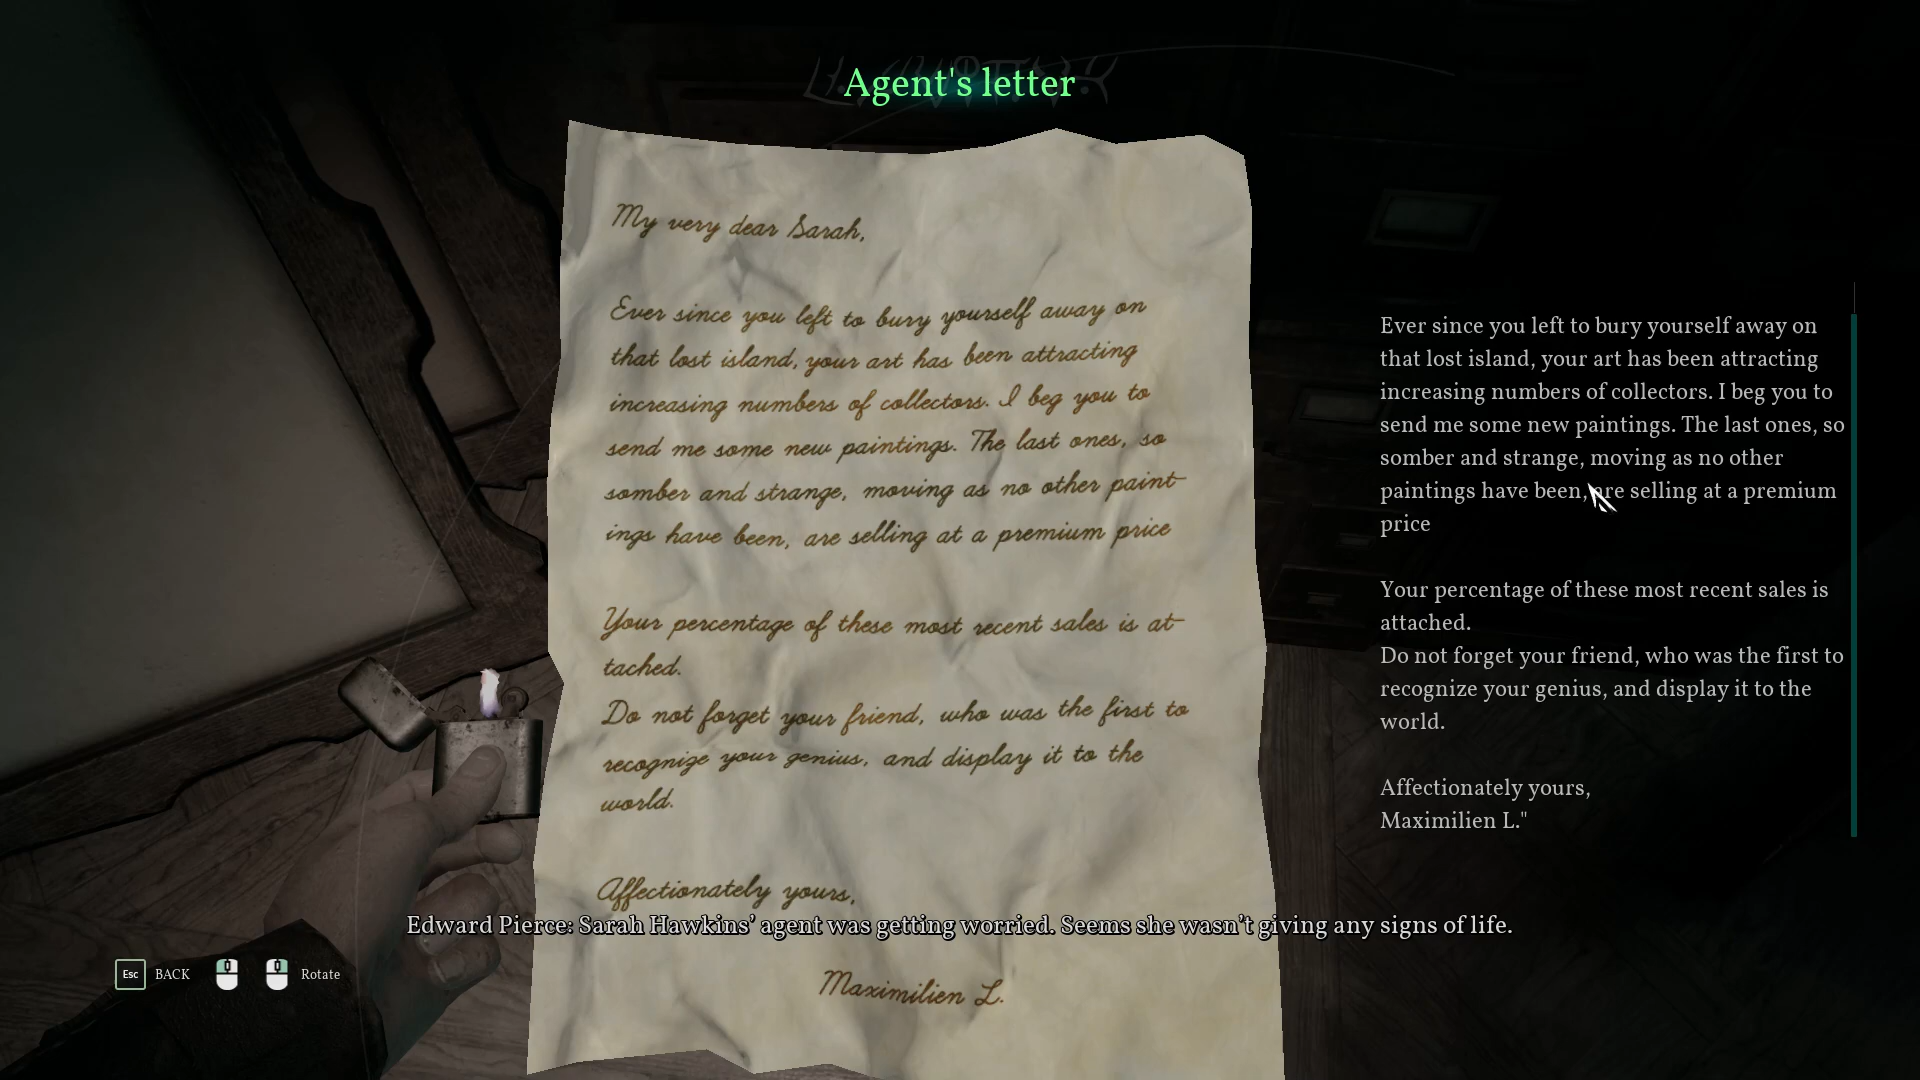 Agent's letter
My very dear Sarah,
Ever since you left to bury yourself away on
that lost island, your art has been attracting
increasing numbers of collectors. I beg you to
send me some new paintings. The last ones, so
somber and strange, moving as no other paint-
ings have been, are selling at a premium price
Your percentage of these most recent sales is at-
tached.
Do not forget your friend, who was the first to
recognize your genius, and display it to the
world.
Affectionately yours,
Maximilien L.
Ever since you left to bury yourself away on
that lost island, your art has been attracting
increasing numbers of collectors. I beg you to
send me some new paintings. The last ones, so
somber and strange, moving as no other
paintings have been, are selling at a premium
price
Your percentage of these most recent sales is
attached.
Do not forget your friend, who was the first to
recognize your genius, and display it to the
world.
Affectionately yours,
Maximilien L."
Edward Pierce: Sarah Hawkins' agent was getting worried. Seems she wasn't giving any signs of life.
Esc BACK Rotate